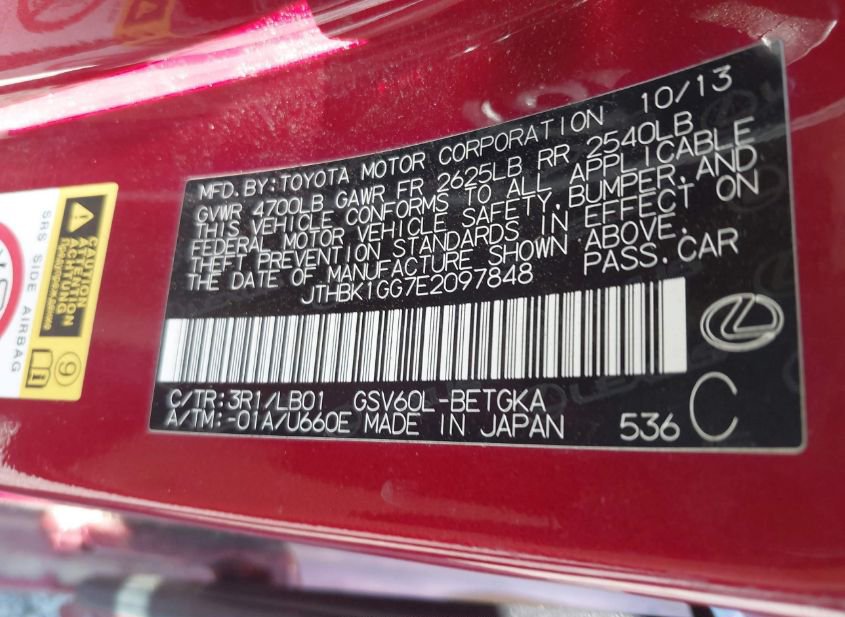 MFD. BY: TOYOTA MOTOR CORPORATION 10/13
GVWR 4700LB GAWR FR 2625LB RR 2540LB
THIS VEHICLE CONFORMS TO ALL APPLICABLE
FEDERAL MOTOR VEHICLE SAFETY, BUMPER, AND
THEFT PREVENTION STANDARDS IN EFFECT ON
THE DATE OF MANUFACTURE SHOWN ABOVE.
JTHBK1GG7E2097848 PASS. CAR
C/TR: 3R1/LB01 GSV60L-BETGKA
A/TM: -01A/U660E MADE IN JAPAN 536 C
SRS SIDE AIRBAG
CAUTION
ATTENTION
ACHTUNG
9